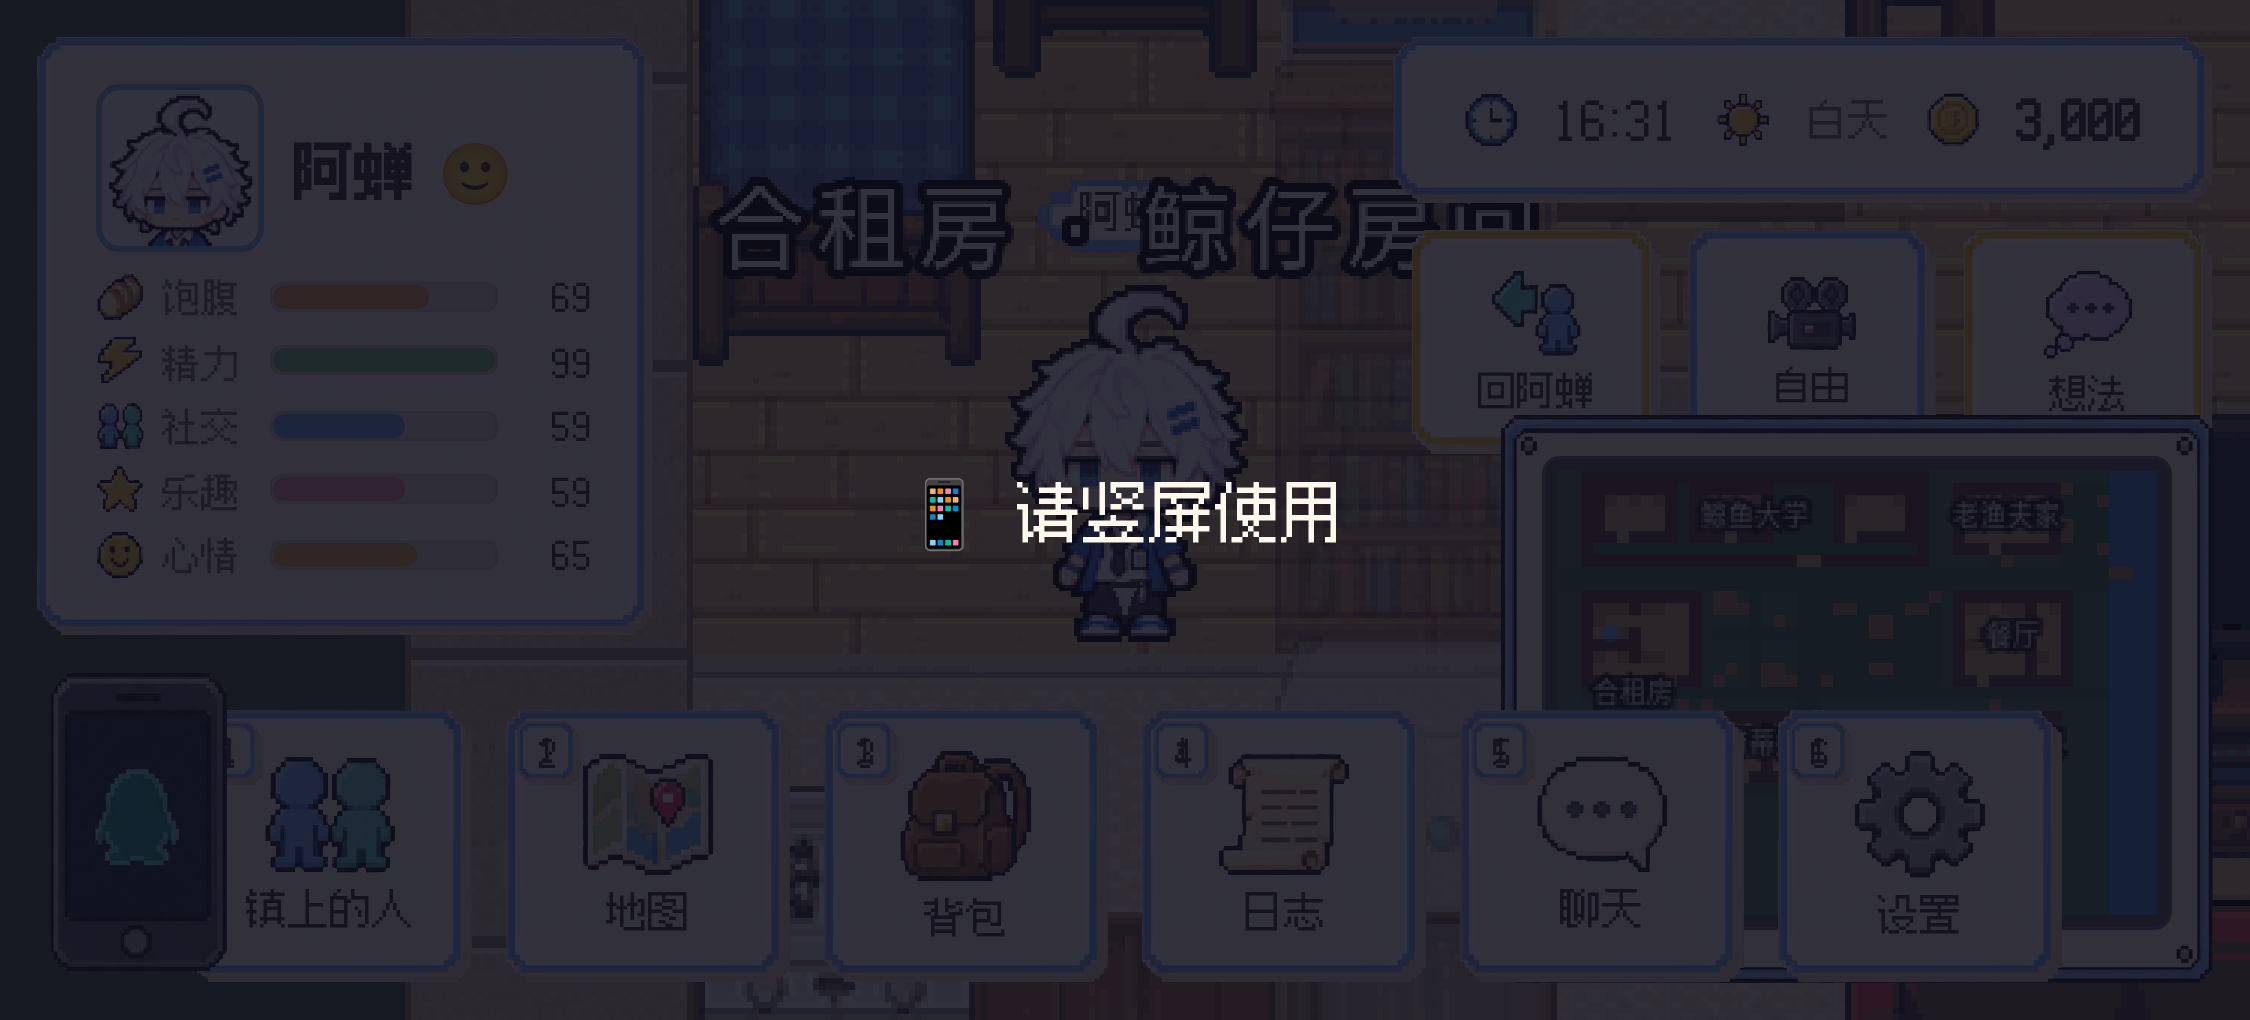 阿蝉
饱腹 69
精力 99
社交 59
乐趣 59
心情 65
16:31 白天 3,000
合租房 · 鲸仔房间
回阿蝉
自由
想法
请竖屏使用
鲸鱼大学
老渔夫家
餐厅
合租房
1 镇上的人
2 地图
3 背包
4 日志
5 聊天
6 设置